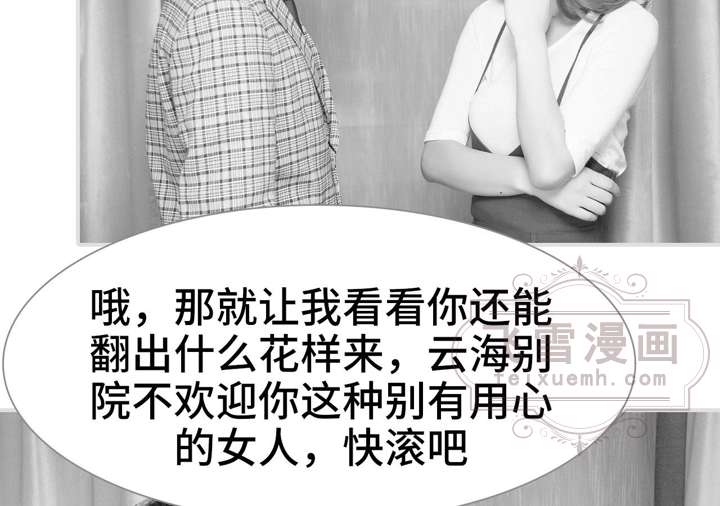 哦，那就让我看看你还能
翻出什么花样来，云海别
院不欢迎你这种别有用心
的女人，快滚吧
飞雪漫画
feixuemh.com